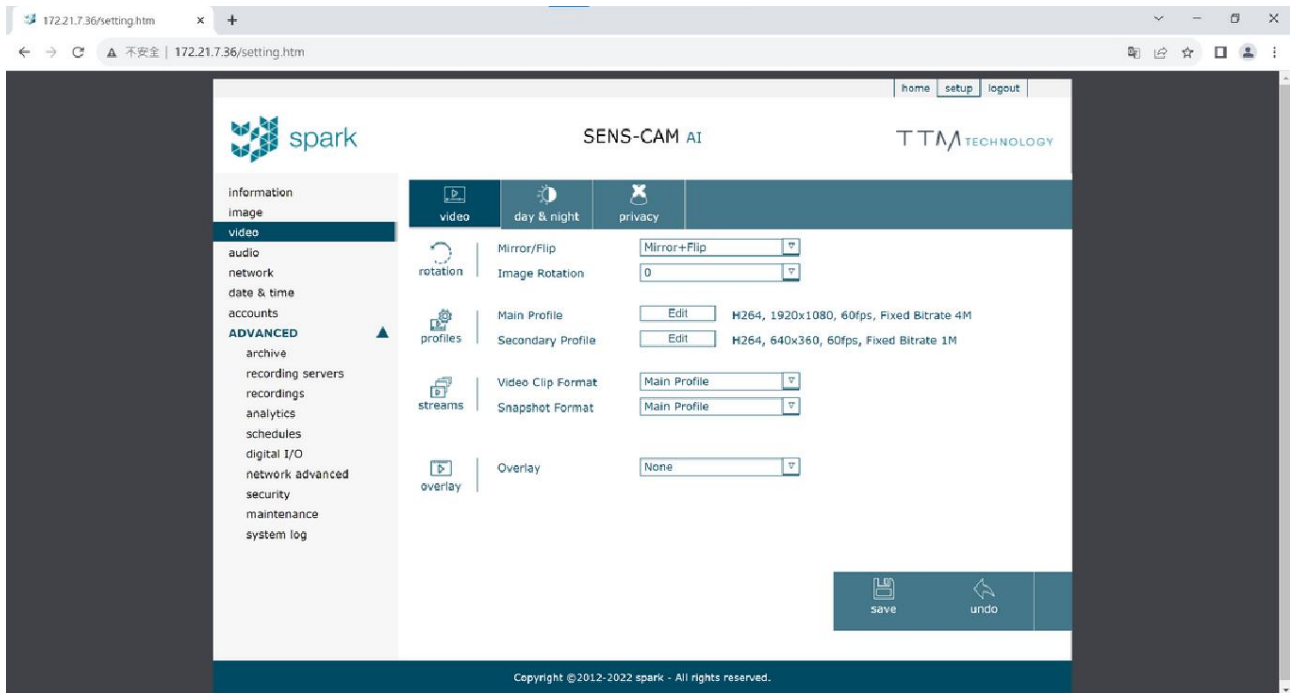 172.21.7.36/setting.htm
不安全 | 172.21.7.36/setting.htm
home setup logout
spark SENS-CAM AI TTM TECHNOLOGY
information
image
video
audio
network
date & time
accounts
ADVANCED
archive
recording servers
recordings
analytics
schedules
digital I/O
network advanced
security
maintenance
system log
video day & night privacy
rotation
Mirror/Flip Mirror+Flip
Image Rotation 0
profiles
Main Profile Edit H264, 1920x1080, 60fps, Fixed Bitrate 4M
Secondary Profile Edit H264, 640x360, 60fps, Fixed Bitrate 1M
streams
Video Clip Format Main Profile
Snapshot Format Main Profile
overlay
Overlay None
save undo
Copyright ©2012-2022 spark - All rights reserved.